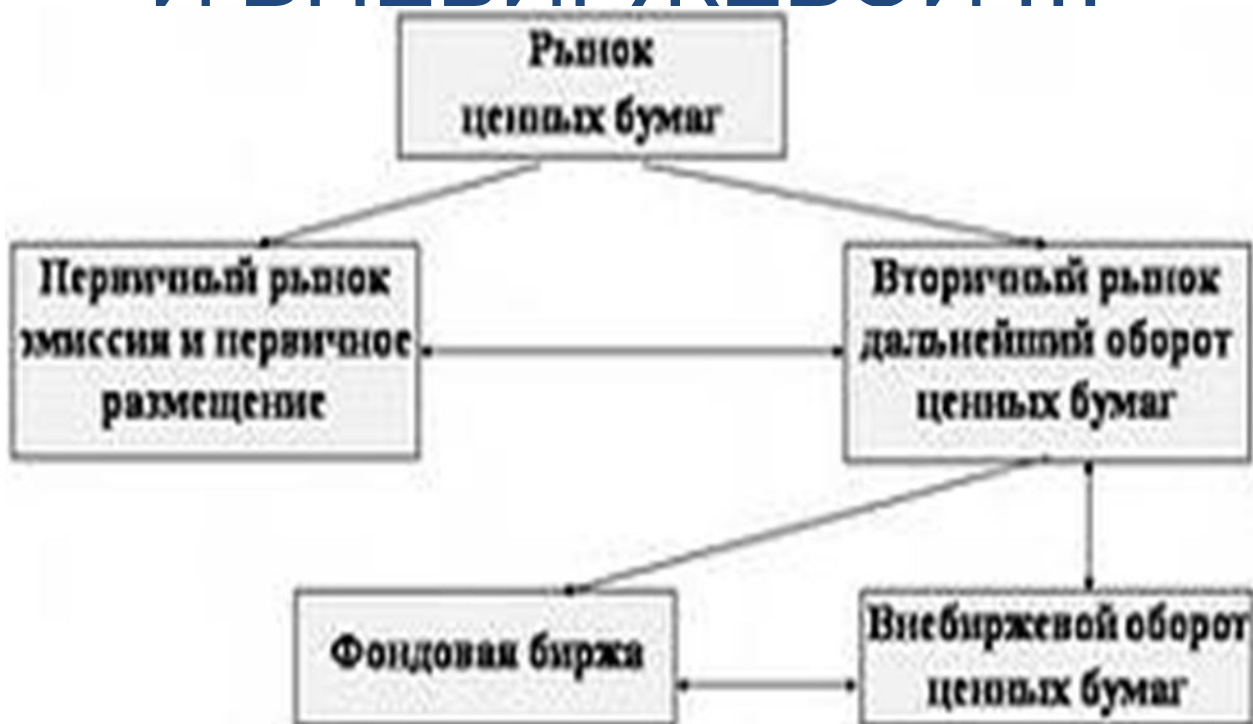 И ВНЕБИРЖЕВОЙ ...
Рынок
ценных бумаг
Первичный рынок
эмиссия и первичное
размещение
Вторичный рынок
дальнейший оборот
ценных бумаг
Фондовая биржа
Внебиржевой оборот
ценных бумаг